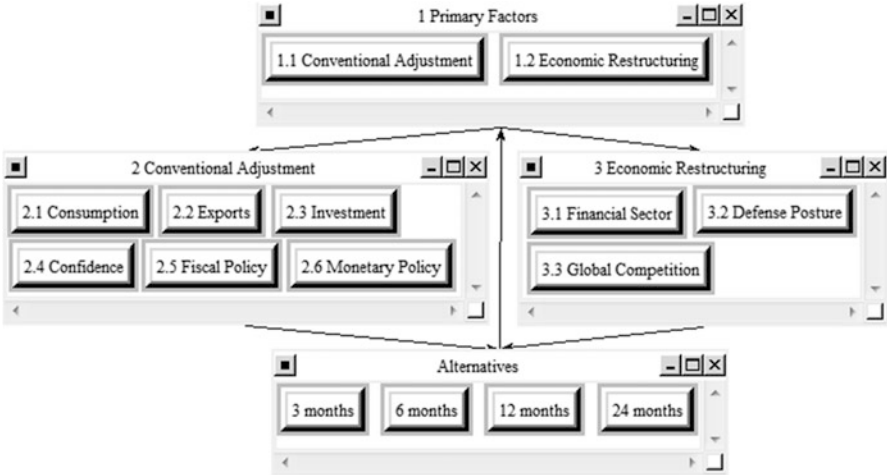 1 Primary Factors
1.1 Conventional Adjustment
1.2 Economic Restructuring
2 Conventional Adjustment
2.1 Consumption
2.2 Exports
2.3 Investment
2.4 Confidence
2.5 Fiscal Policy
2.6 Monetary Policy
3 Economic Restructuring
3.1 Financial Sector
3.2 Defense Posture
3.3 Global Competition
Alternatives
3 months
6 months
12 months
24 months